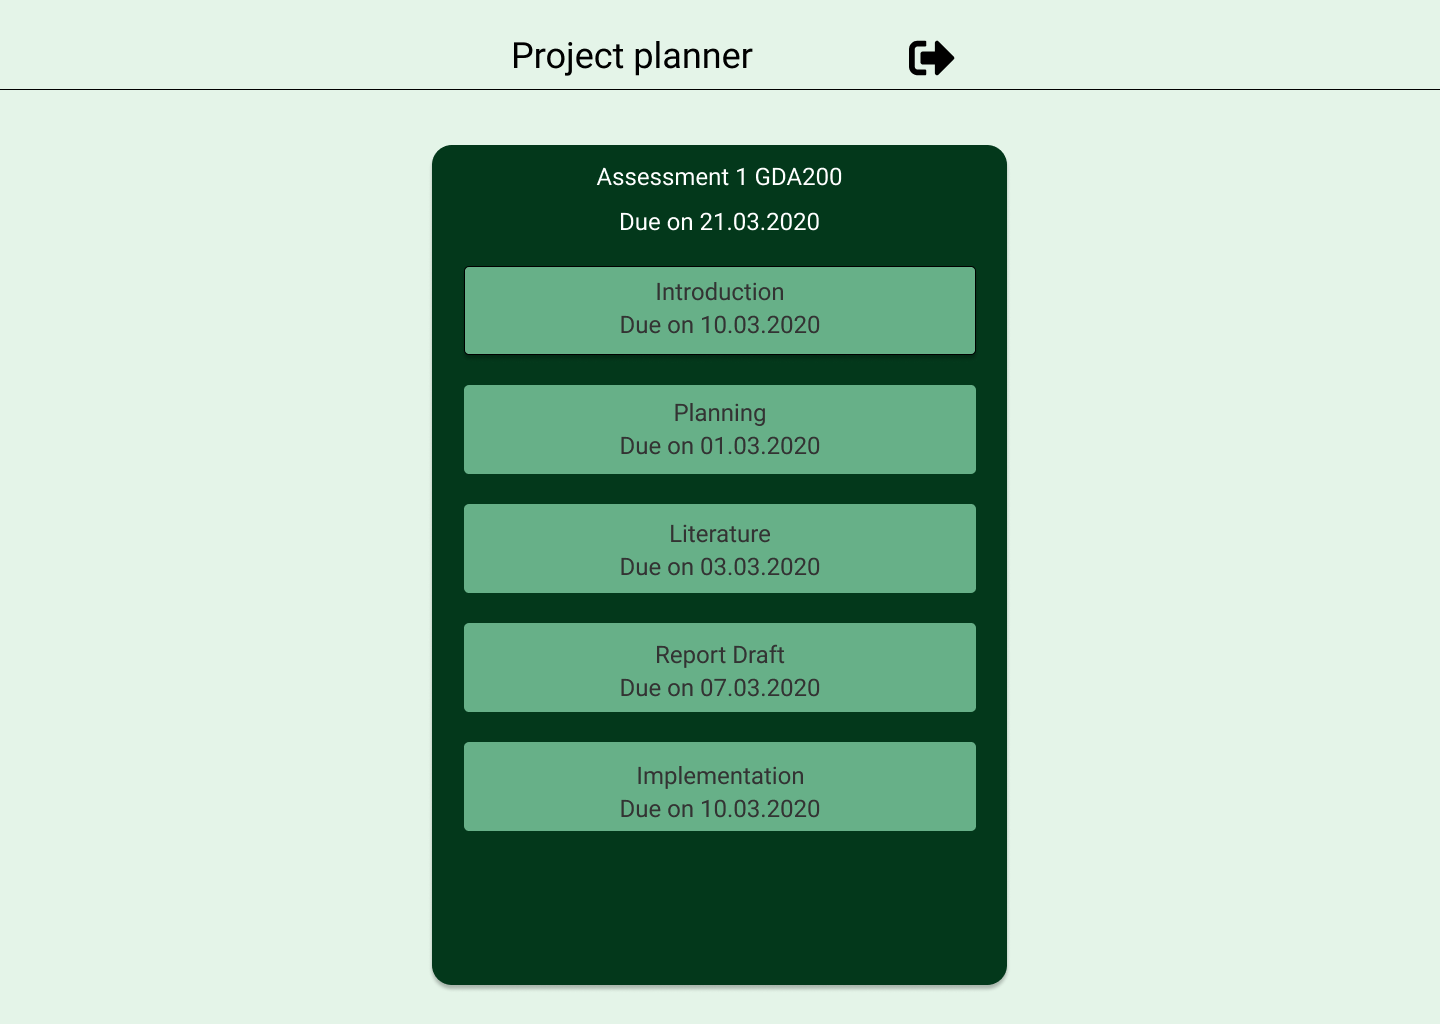 Project planner
Assessment 1 GDA200
Due on 21.03.2020
Introduction
Due on 10.03.2020
Planning
Due on 01.03.2020
Literature
Due on 03.03.2020
Report Draft
Due on 07.03.2020
Implementation
Due on 10.03.2020